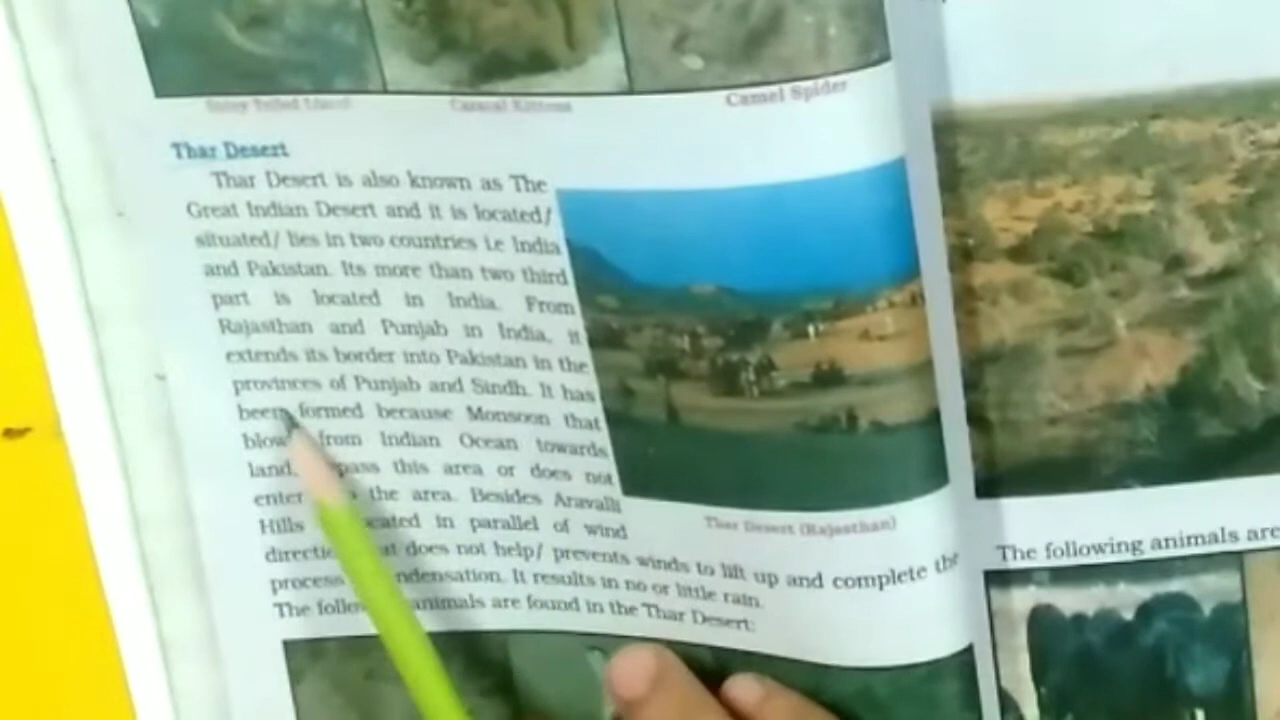 Spiny Tailed Lizard
Caracal Kittens
Camel Spider
Thar Desert
Thar Desert is also known as The
Great Indian Desert and it is located/
situated/ lies in two countries i.e India
and Pakistan. Its more than two third
part is located in India. From
Rajasthan and Punjab in India, it
extends its border into Pakistan in the
provinces of Punjab and Sindh. It has
been formed because Monsoon that
blow from Indian Ocean towards
land, pass this area or does not
enter the area. Besides Aravalli
Hills in parallel of wind
does not help/ prevents winds to lift up and complete the
process It results in no or little rain.
The animals are found in the Thar Desert:
Thar Desert (Rajasthan)
The following animals are